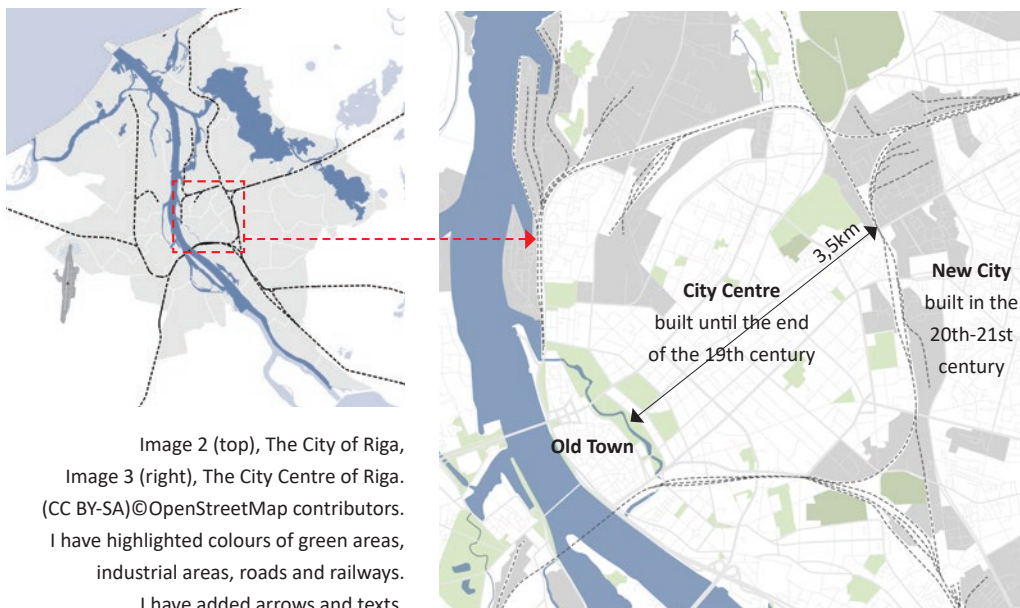 3,5km
City Centre
built until the end
of the 19th century
New City
built in the
20th-21st
century
Old Town
Image 2 (top), The City of Riga,
Image 3 (right), The City Centre of Riga.
(CC BY-SA)©OpenStreetMap contributors.
I have highlighted colours of green areas,
industrial areas, roads and railways.
I have added arrows and texts.